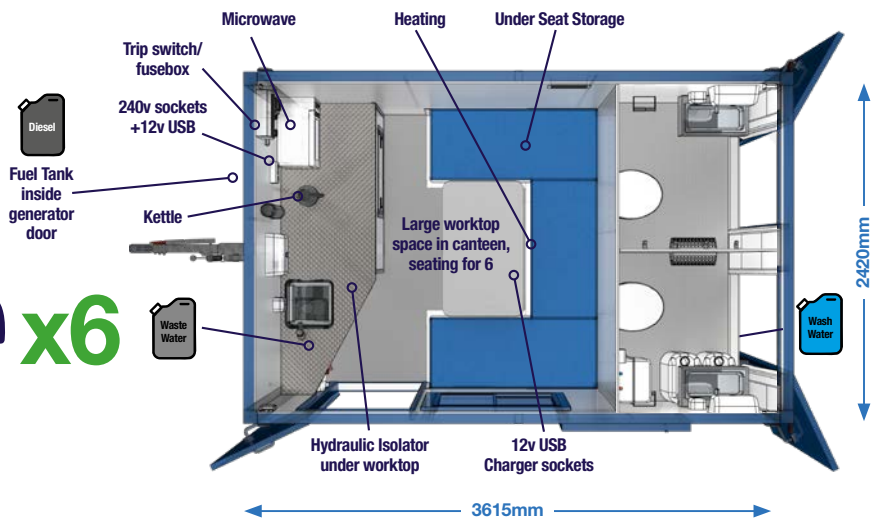 Microwave
Heating
Under Seat Storage
Trip switch/
fusebox
240v sockets
+12v USB
Diesel
Fuel Tank
inside
generator
door
Kettle
Large worktop
space in canteen,
seating for 6
2420mm
x6
Waste
Water
Wash
Water
Hydraulic Isolator
under worktop
12v USB
Charger sockets
3615mm